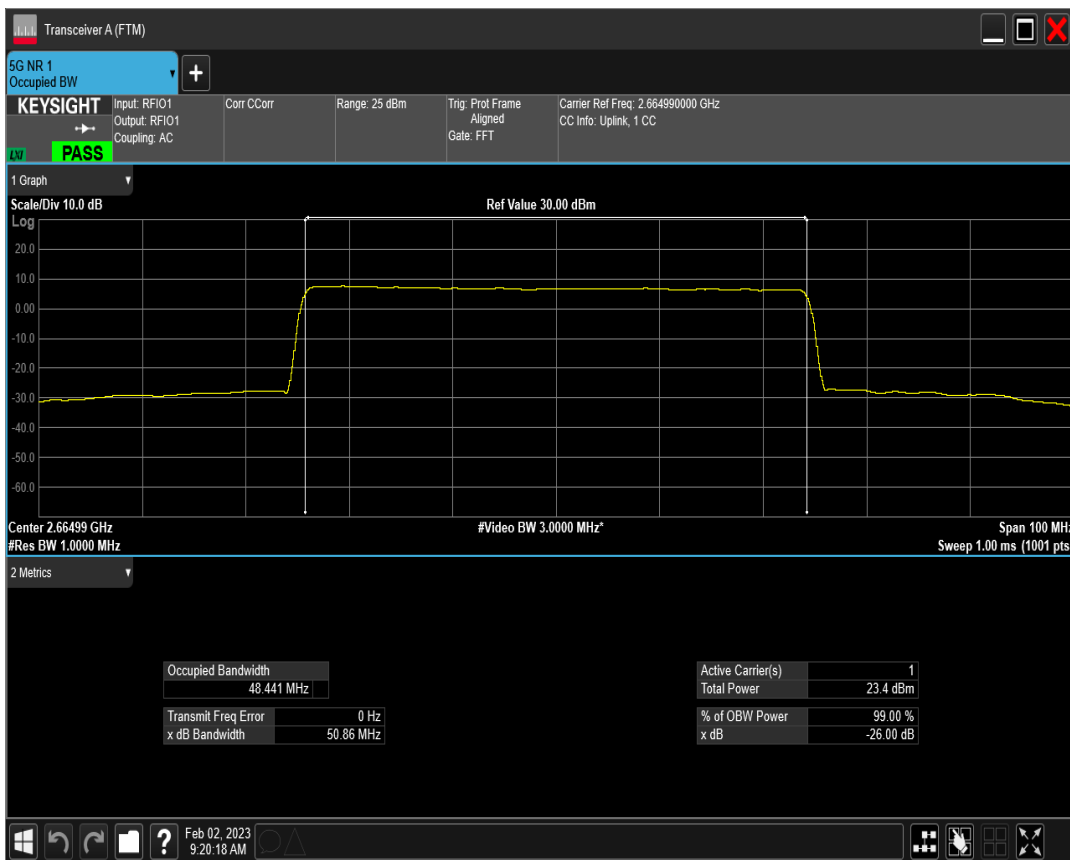 Transceiver A (FTM)
5G NR 1
Occupied BW
+
KEYSIGHT
LXI
PASS
Input: RFIO1
Output: RFIO1
Coupling: AC
Corr CCorr
Range: 25 dBm
Trig: Prot Frame
Aligned
Gate: FFT
Carrier Ref Freq: 2.664990000 GHz
CC Info: Uplink, 1 CC
1 Graph
Scale/Div 10.0 dB
Ref Value 30.00 dBm
Log
20.0
10.0
0.00
-10.0
-20.0
-30.0
-40.0
-50.0
-60.0
Center 2.66499 GHz
#Video BW 3.0000 MHz*
Span 100 MHz
#Res BW 1.0000 MHz
Sweep 1.00 ms (1001 pts
2 Metrics
Occupied Bandwidth
48.441 MHz
Transmit Freq Error 0 Hz
x dB Bandwidth 50.86 MHz
Active Carrier(s) 1
Total Power 23.4 dBm
% of OBW Power 99.00 %
x dB -26.00 dB
?
Feb 02, 2023
9:20:18 AM